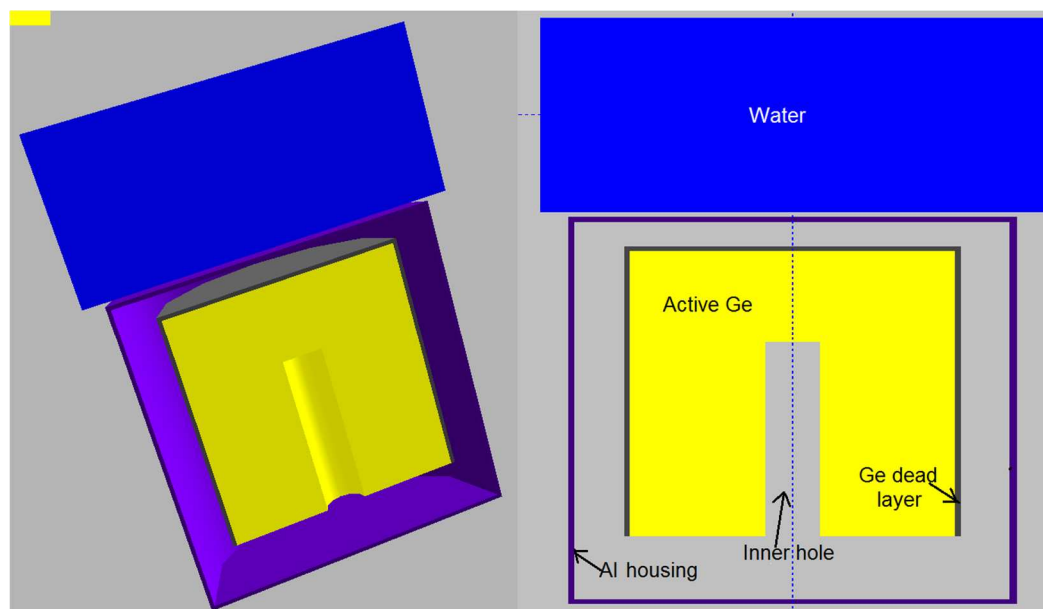 Water
Active Ge
Ge dead
layer
Inner hole
Al housing